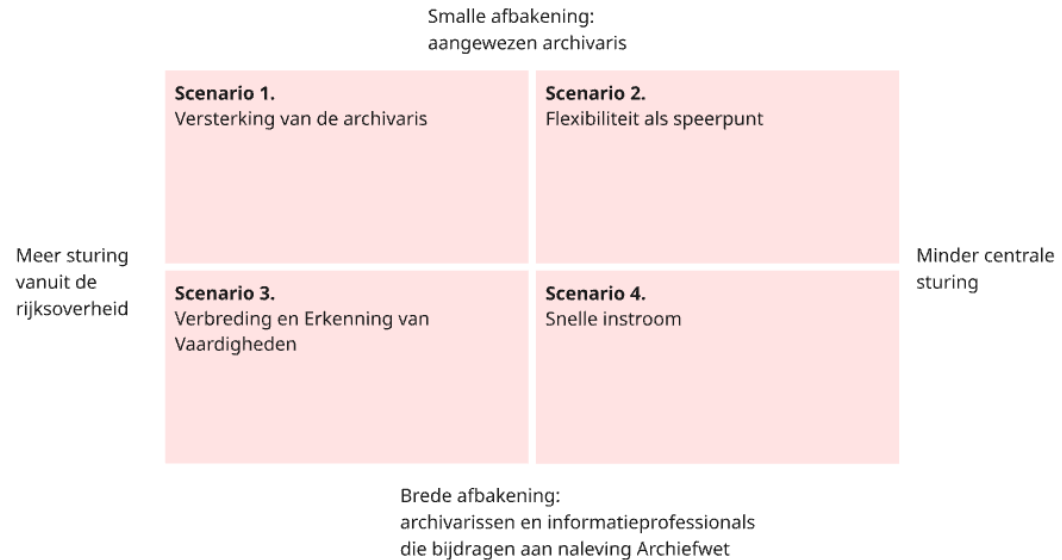 Smalle afbakening:
aangewezen archivaris
Scenario 1.
Versterking van de archivaris
Scenario 2.
Flexibiliteit als speerpunt
Meer sturing
vanuit de
rijksoverheid
Minder centrale
sturing
Scenario 3.
Verbreding en Erkenning van
Vaardigheden
Scenario 4.
Snelle instroom
Brede afbakening:
archivarissen en informatieprofessionals
die bijdragen aan naleving Archiefwet